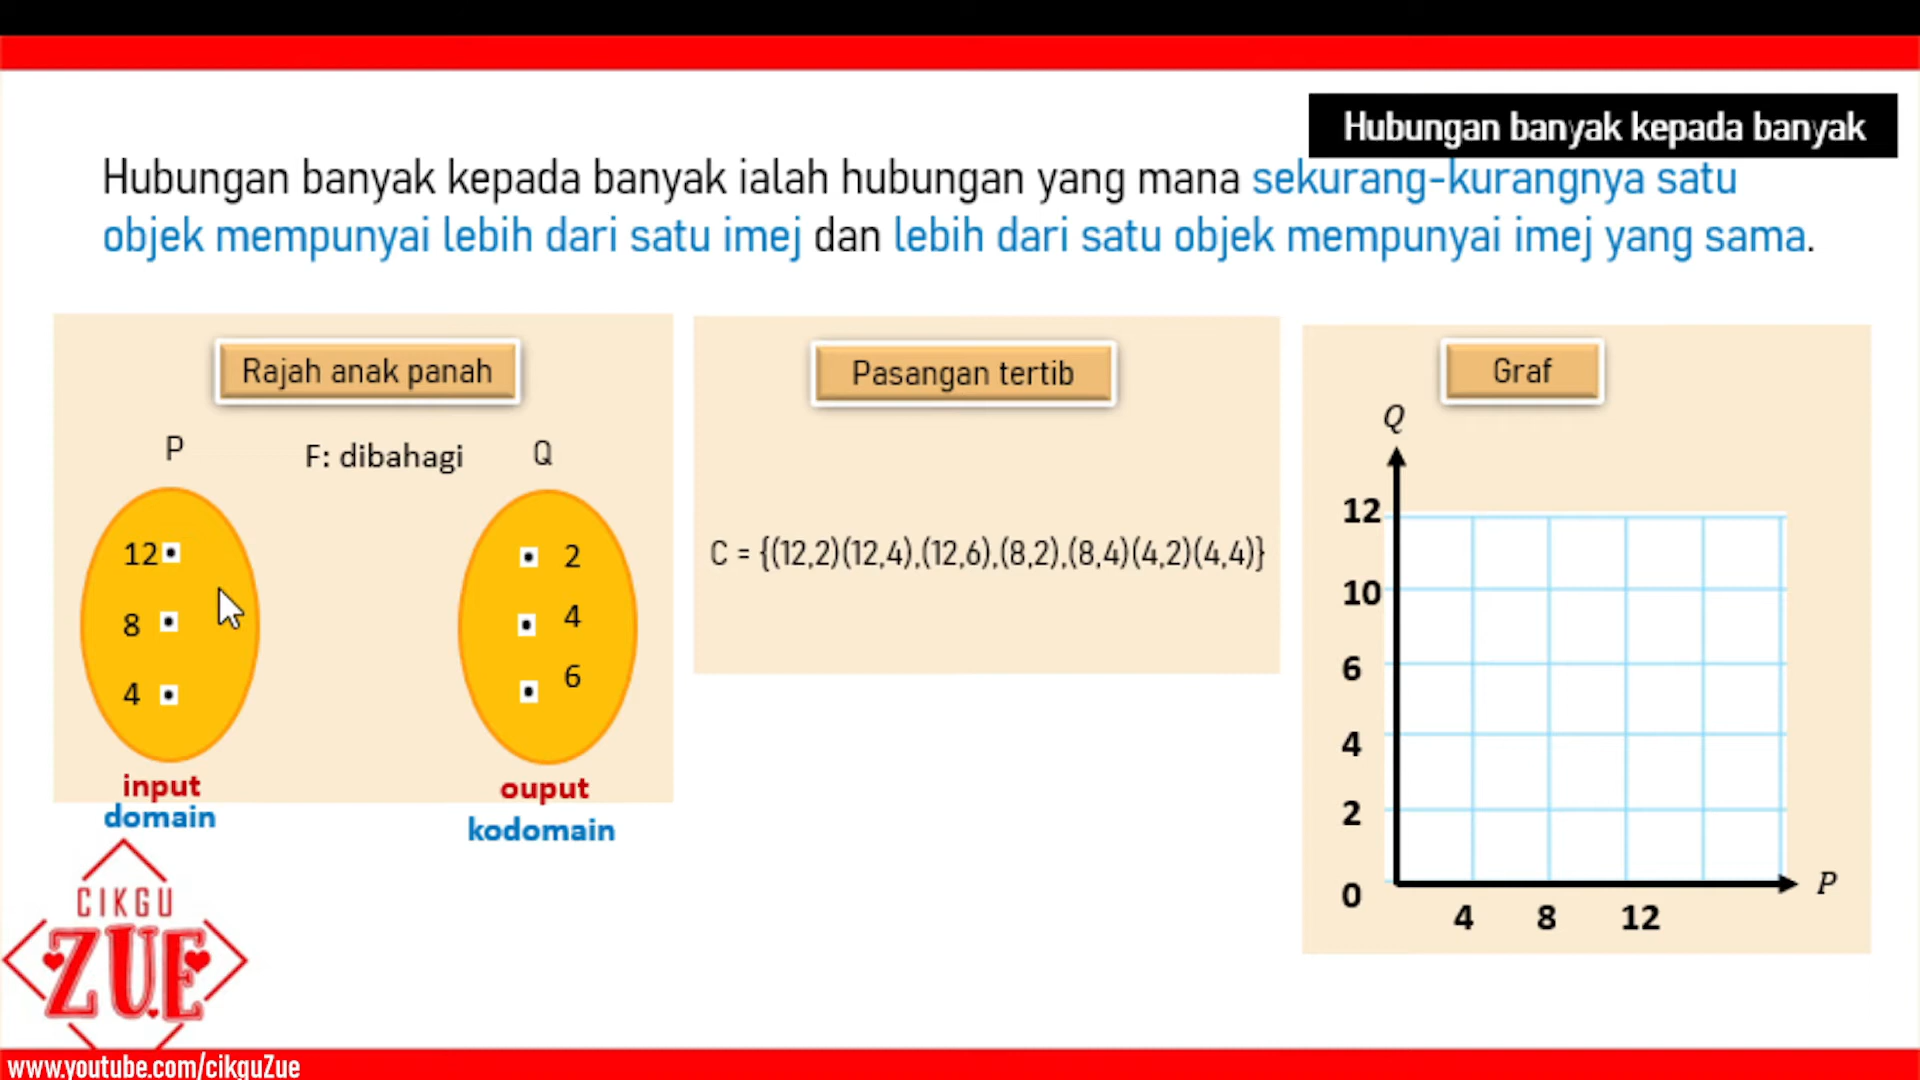 Hubungan banyak kepada banyak
Hubungan banyak kepada banyak ialah hubungan yang mana sekurang-kurangnya satu
objek mempunyai lebih dari satu imej dan lebih dari satu objek mempunyai imej yang sama.
Rajah anak panah
P
F: dibahagi
Q
12
8
4
2
4
6
input
domain
ouput
kodomain
Pasangan tertib
C = {(12,2)(12,4),(12,6),(8,2),(8,4)(4,2)(4,4)}
Graf
Q
12
10
6
4
2
0
4 8 12
P
CIKGU
ZUE
www.youtube.com/cikguZue